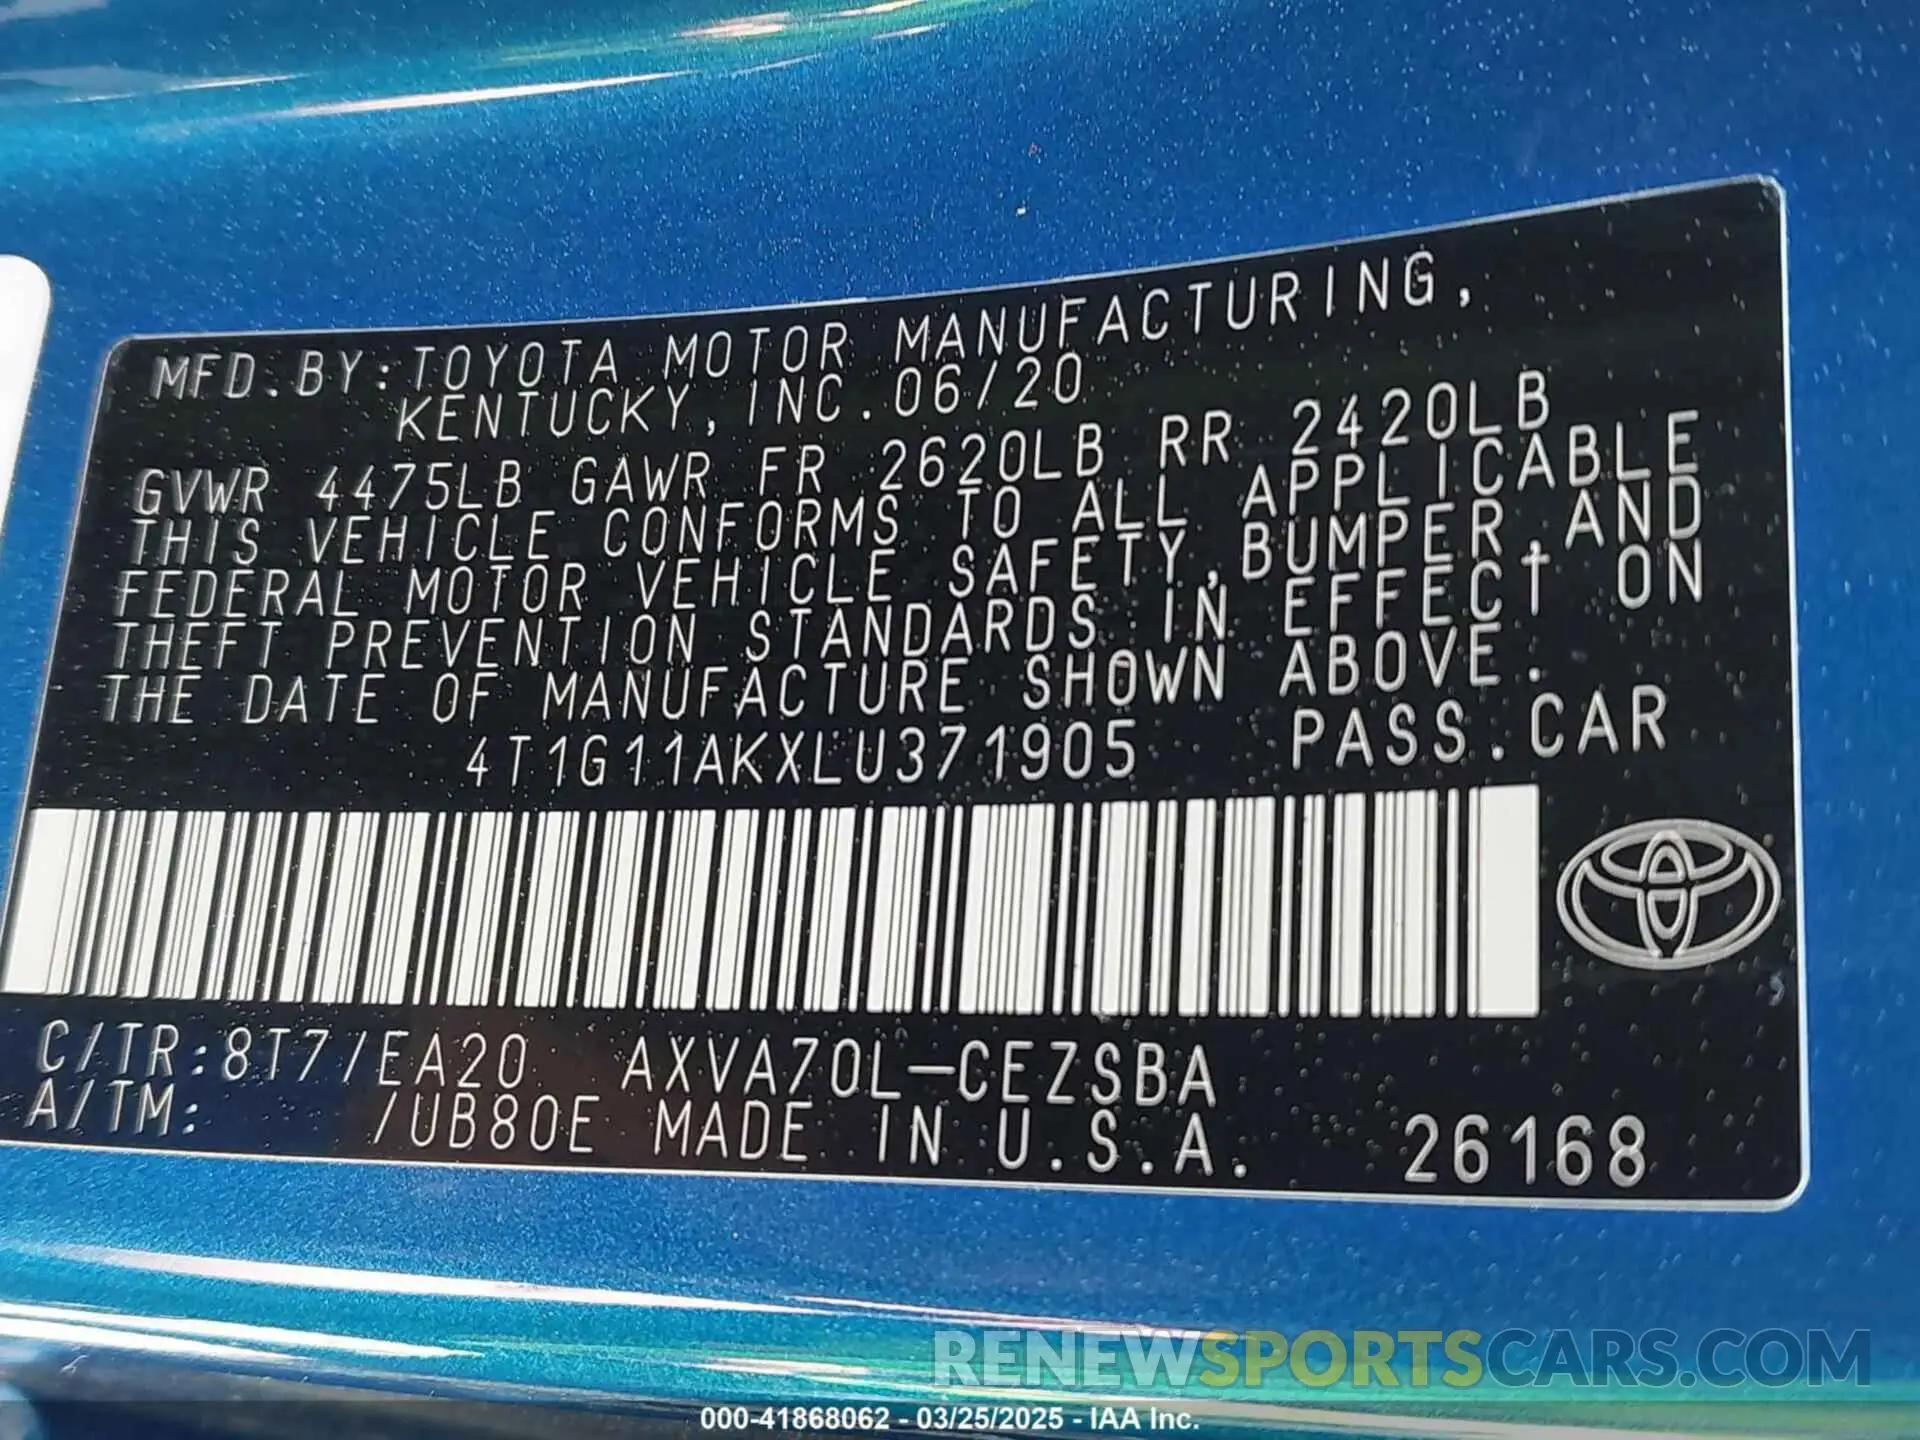 MFD.BY:TOYOTA MOTOR MANUFACTURING,
KENTUCKY, INC.06/20
GVWR 4475LB GAWR FR 2620LB RR 2420LB
THIS VEHICLE CONFORMS TO ALL APPLICABLE
FEDERAL MOTOR VEHICLE SAFETY,BUMPER,AND
THEFT PREVENTION STANDARDS IN EFFECT ON
THE DATE OF MANUFACTURE SHOWN ABOVE.
4T1G11AKXLU371905 PASS.CAR
C/TR:8T7/EA20 AXVA70L-CEZSBA
A/TM: /UB80E MADE IN U.S.A. 26168
RENEWSPORTSCARS.COM
000-41868062 - 03/25/2025 - IAA Inc.